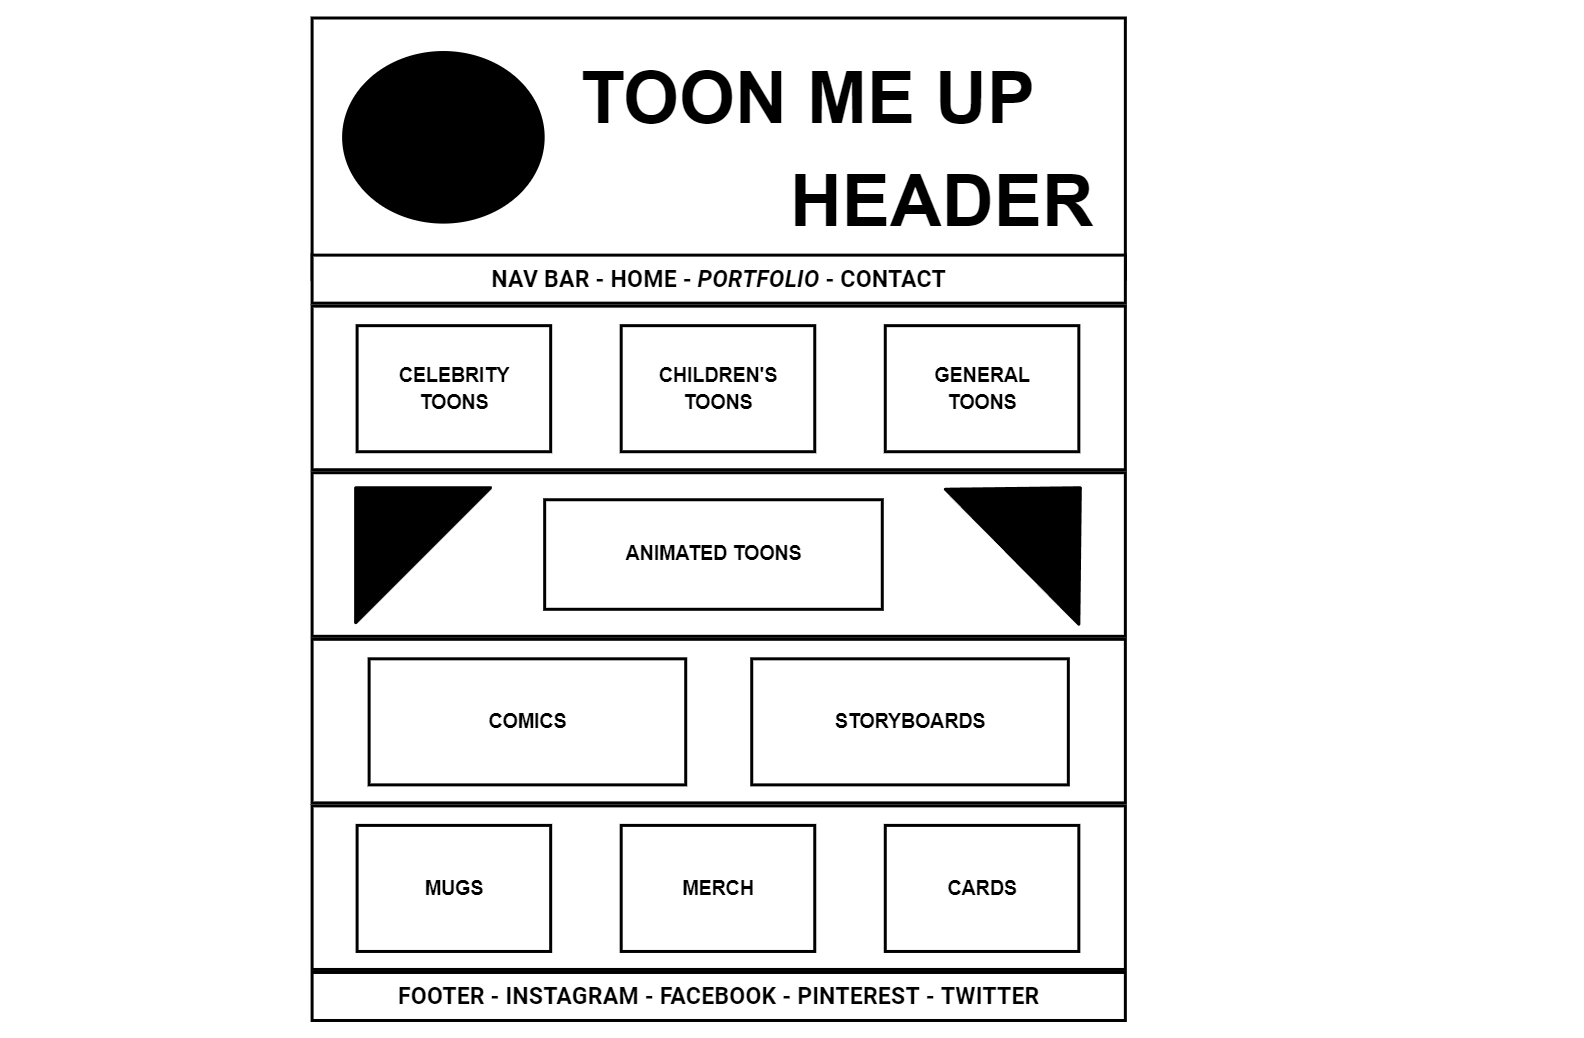 TOON ME UP
HEADER
NAV BAR - HOME - PORTFOLIO - CONTACT
CELEBRITY
TOONS
CHILDREN'S
TOONS
GENERAL
TOONS
ANIMATED TOONS
COMICS
STORYBOARDS
MUGS
MERCH
CARDS
FOOTER - INSTAGRAM - FACEBOOK - PINTEREST - TWITTER